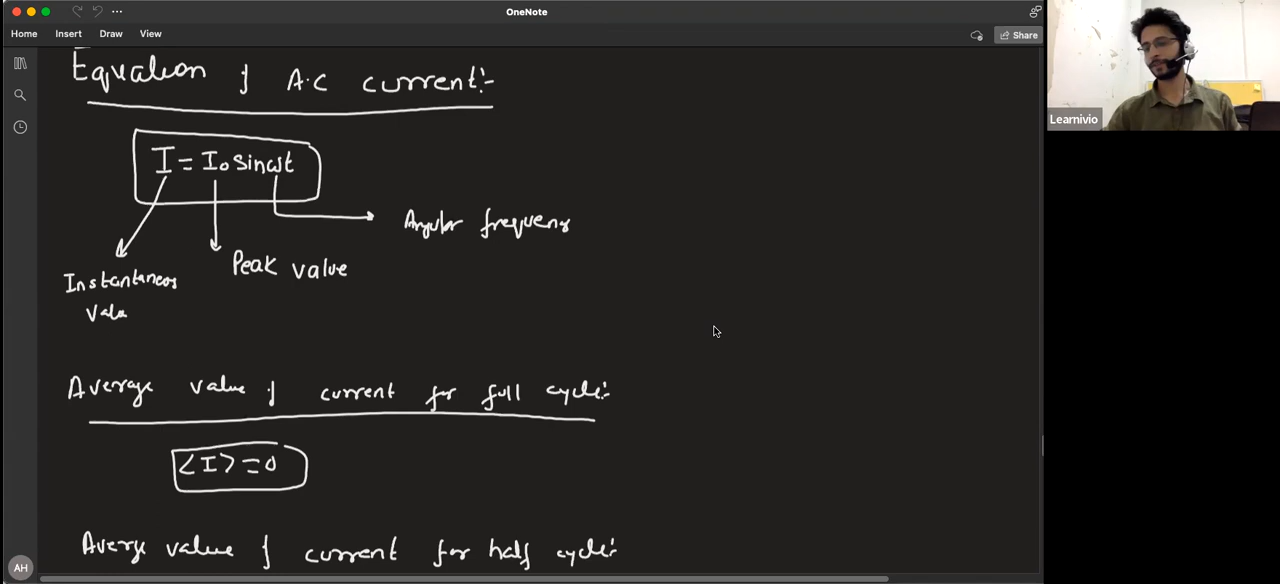 OneNote
Home Insert Draw View
Share
Equation of A.C current:-
I = I₀ sinωt
Angular frequency
Peak value
Instantaneos
Value
Average value of current for full cycle:-
<I> = 0
Average value of current for half cycle:-
AH
Learnivio